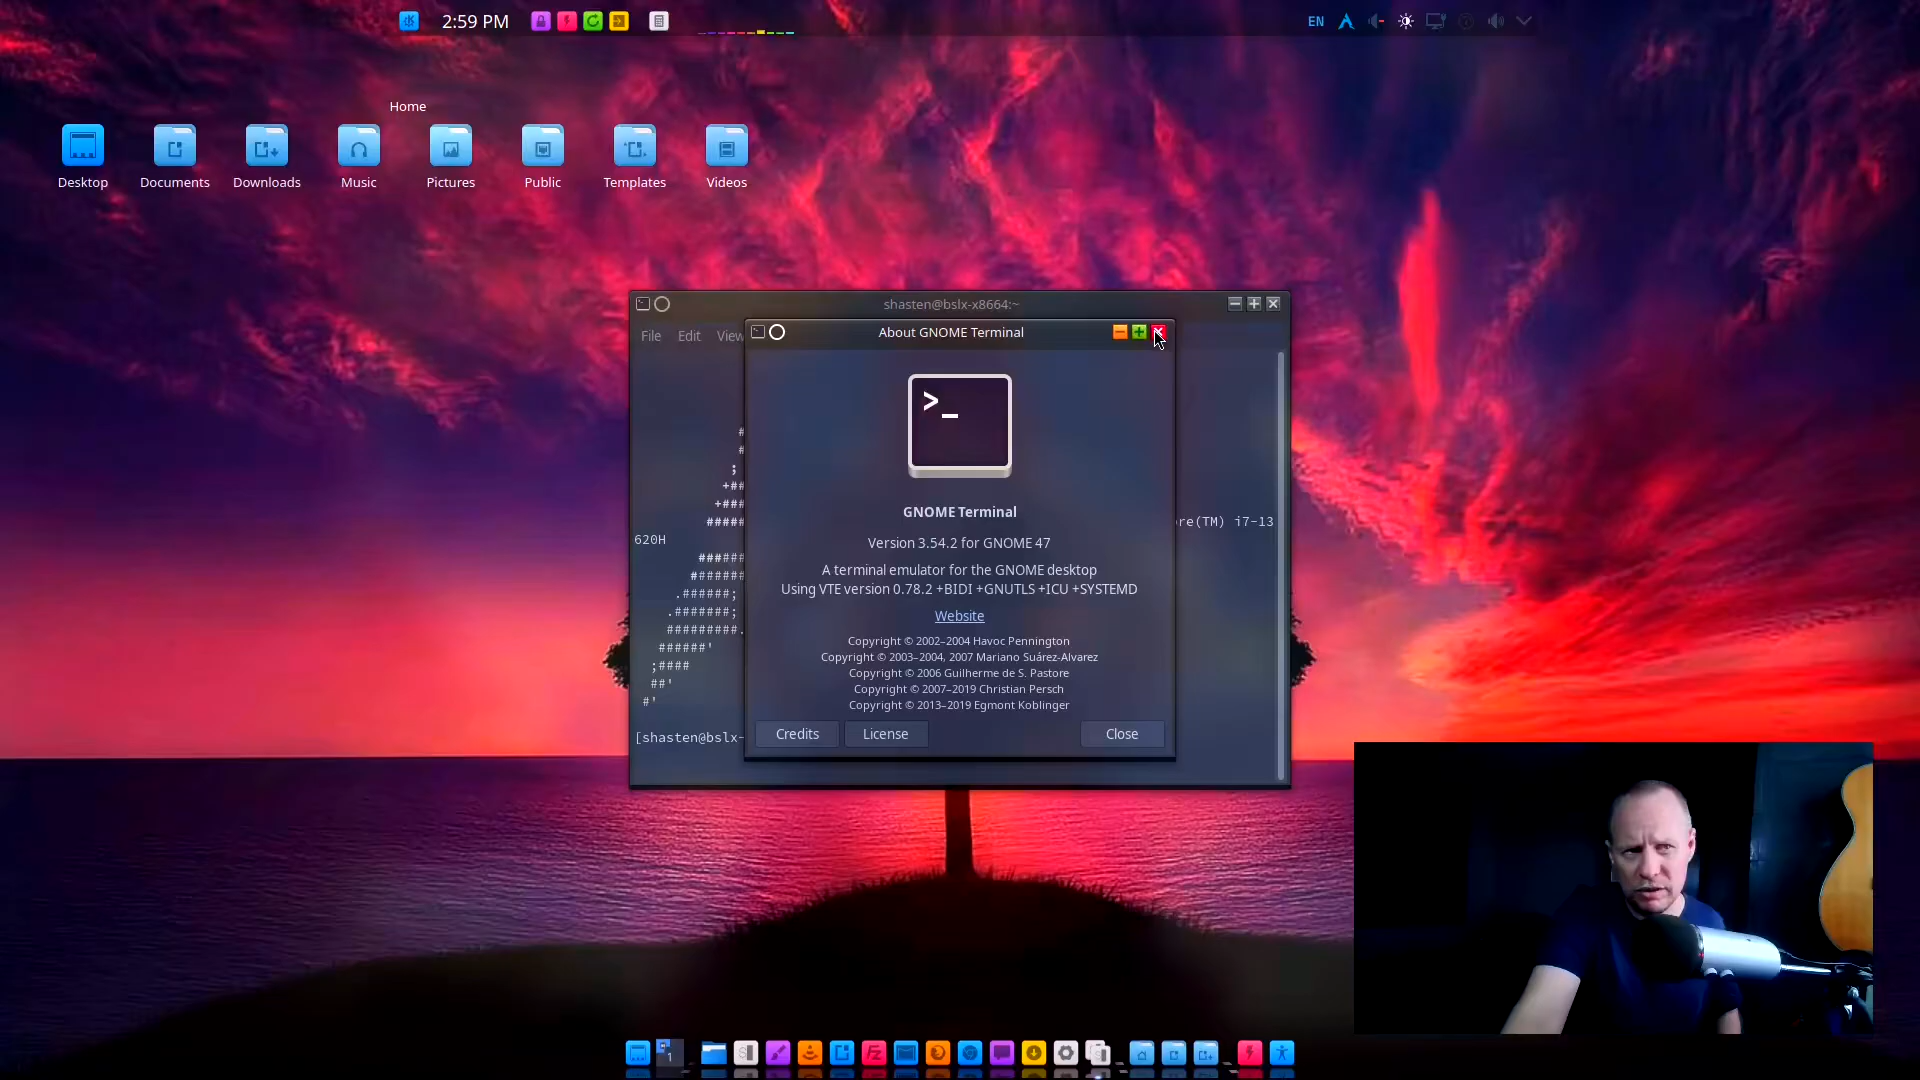 2:59 PM
EN
Home
Desktop
Documents
Downloads
Music
Pictures
Public
Templates
Videos
shasten@bslx-x8664:~
About GNOME Terminal
File Edit View
#
#
;
+##
+###
>_
GNOME Terminal
##### ore(TM) i7-13
620H
Version 3.54.2 for GNOME 47
######
#######
.######;
.#######;
#########.
######'
;####
##'
#'
A terminal emulator for the GNOME desktop
Using VTE version 0.78.2 +BIDI +GNUTLS +ICU +SYSTEMD
Website
Copyright © 2002–2004 Havoc Pennington
Copyright © 2003–2004, 2007 Mariano Suárez-Alvarez
Copyright © 2006 Guilherme de S. Pastore
Copyright © 2007–2019 Christian Persch
Copyright © 2013–2019 Egmont Koblinger
[shasten@bslx-
Credits
License
Close
1
Fz